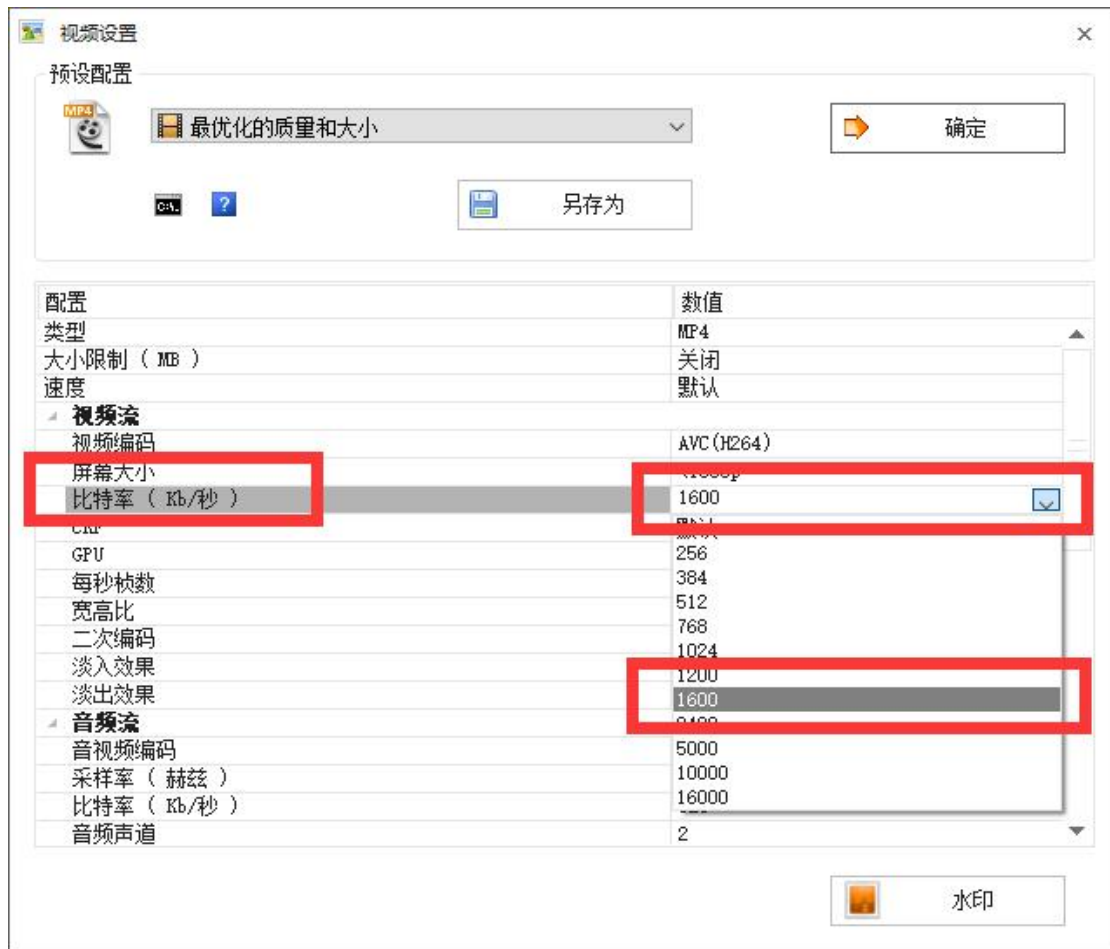 视频设置
预设配置
MP4
最优化的质量和大小
确定
C:\.
?
另存为
配置 数值
类型 MP4
大小限制 ( MB ) 关闭
速度 默认
视频流
视频编码 AVC(H264)
屏幕大小
比特率 ( Kb/秒 ) 1600
CRF 默认
GPU 256
384
每秒桢数
512
宽高比
768
二次编码
1024
淡入效果
1200
淡出效果 1600
音频流
音视频编码 5000
采样率 ( 赫兹 ) 10000
比特率 ( Kb/秒 ) 16000
音频声道 2
水印